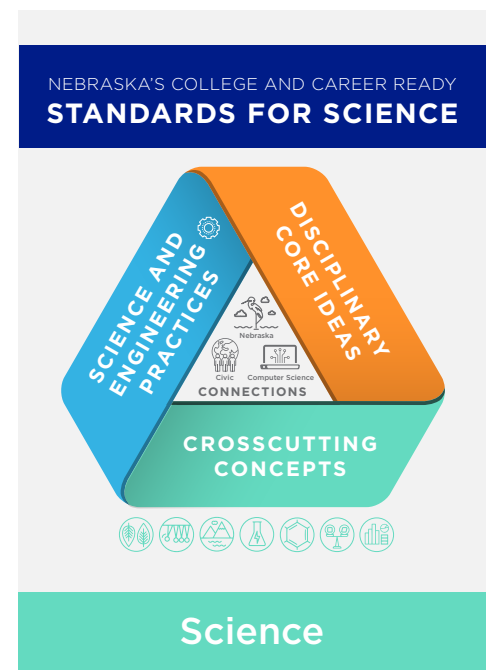 NEBRASKA'S COLLEGE AND CAREER READY
STANDARDS FOR SCIENCE
SCIENCE AND
ENGINEERING
PRACTICES
DISCIPLINARY
CORE IDEAS
Nebraska
Civic
Computer Science
CONNECTIONS
CROSSCUTTING
CONCEPTS
Science